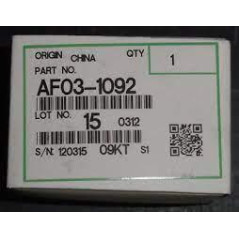 ORIGIN CHINA QTY
PART NO. 1
AF03-1092
LOT NO. 15 0312
S/N: 120315 09KT S1